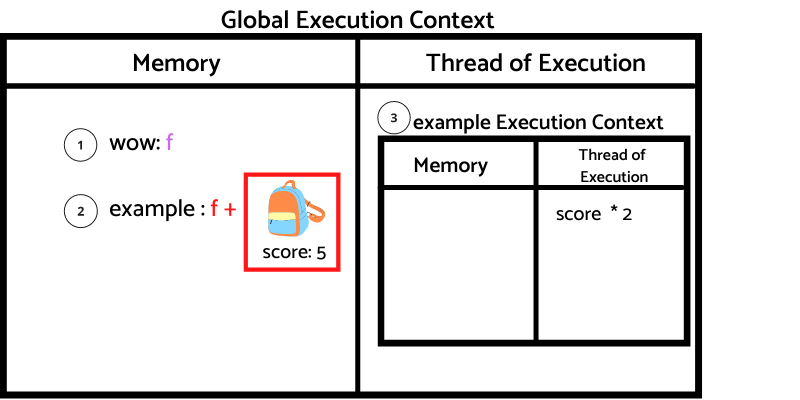 Global Execution Context
Memory
Thread of Execution
1 wow: f
2 example : f +
score: 5
3 example Execution Context
Memory
Thread of
Execution
score * 2